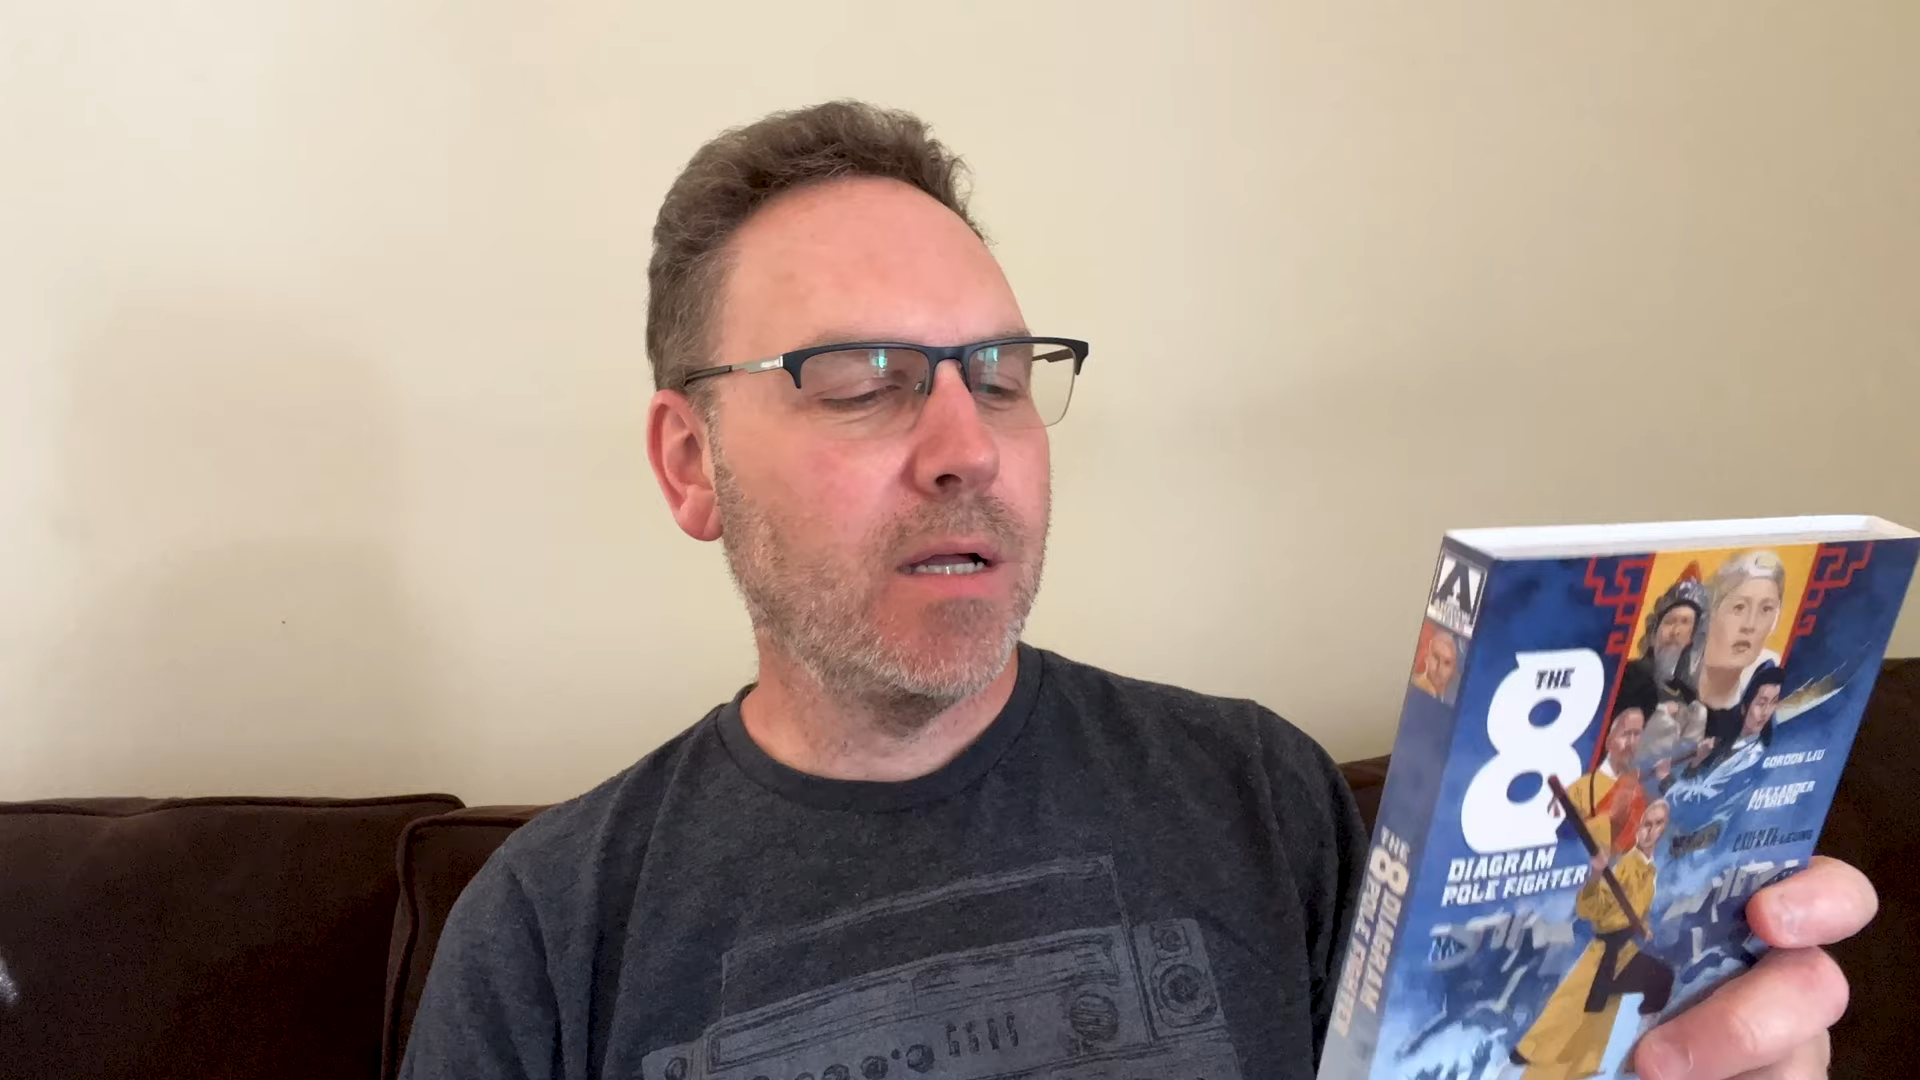 THE
8
DIAGRAM
POLE FIGHTER
GORDON LIU
ALEXANDER
FU SHENG
THE
8 DIAGRAM
POLE FIGHTER